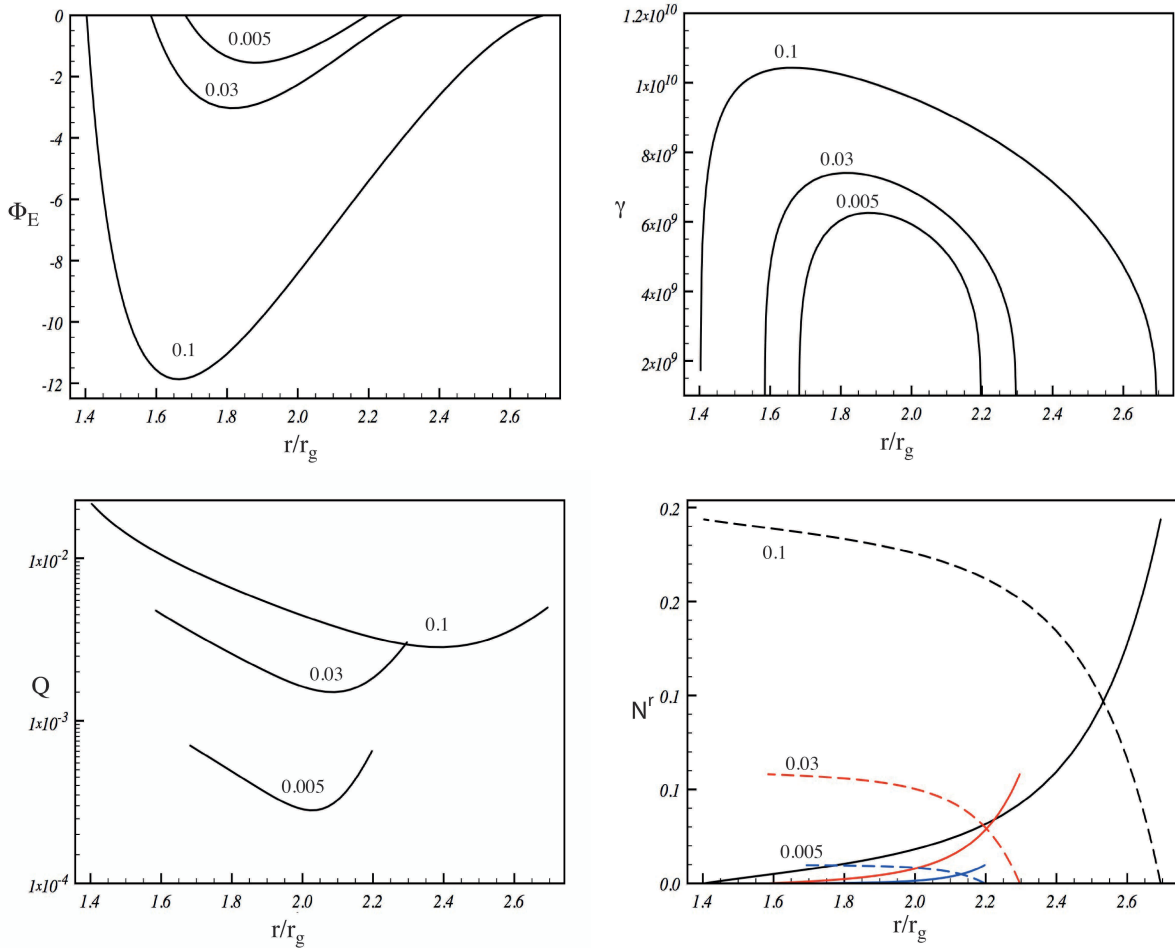 0
-2
-4
-6
-8
-10
-12
Φ_E
0.005
0.03
0.1
1.4 1.6 1.8 2.0 2.2 2.4 2.6
r/r_g
1.2x10^10
1x10^10
8x10^9
6x10^9
4x10^9
2x10^9
γ
0.1
0.03
0.005
1.4 1.6 1.8 2.0 2.2 2.4 2.6
r/r_g
1x10^-2
1x10^-3
1x10^-4
Q
0.1
0.03
0.005
1.4 1.6 1.8 2.0 2.2 2.4 2.6
r/r_g
0.2
0.2
0.1
0.1
0.0
N^r
0.1
0.03
0.005
1.4 1.6 1.8 2.0 2.2 2.4 2.6
r/r_g